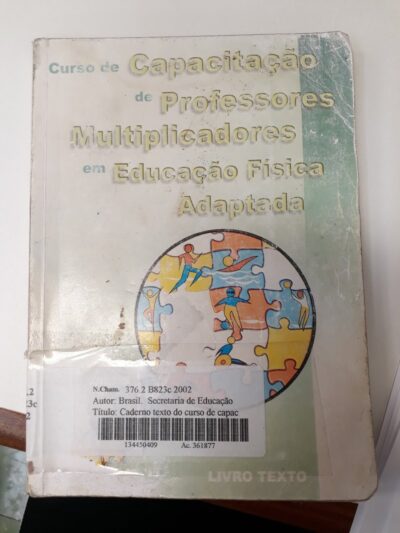 Curso de Capacitação
de Professores
Multiplicadores
em Educação Física
Adaptada
N.Cham. 376.2 B823c 2002
Autor: Brasil. Secretaria de Educação
Título: Caderno texto do curso de capac
134450409 Ac. 361877
LIVRO TEXTO